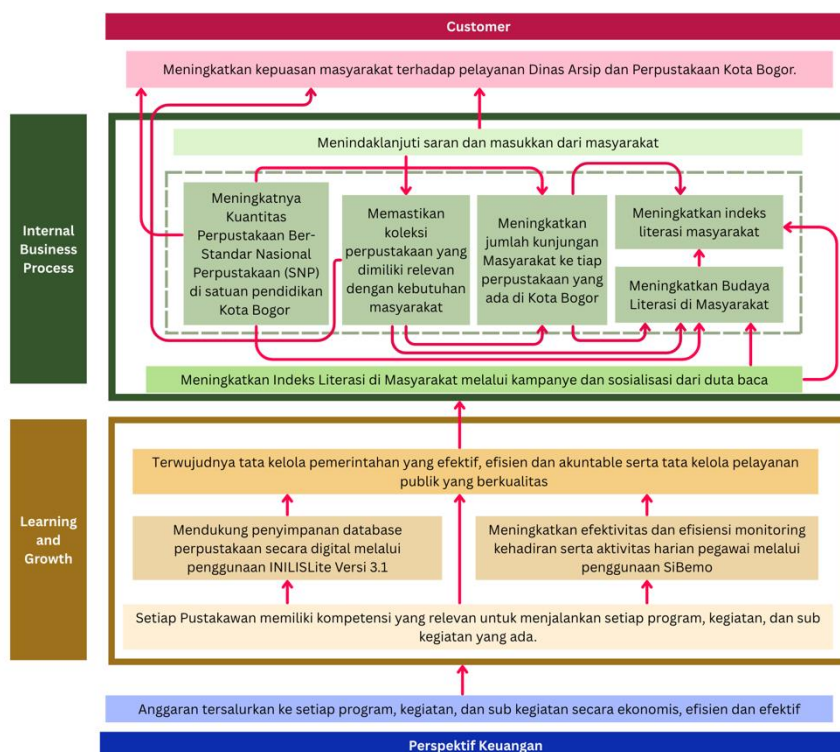 Customer
Meningkatkan kepuasan masyarakat terhadap pelayanan Dinas Arsip dan Perpustakaan Kota Bogor.
Internal
Business
Process
Menindaklanjuti saran dan masukkan dari masyarakat
Meningkatnya
Kuantitas
Perpustakaan Ber-
Standar Nasional
Perpustakaan (SNP)
di satuan pendidikan
Kota Bogor
Memastikan
koleksi
perpustakaan yang
dimiliki relevan
dengan kebutuhan
masyarakat
Meningkatkan
jumlah kunjungan
Masyarakat ke tiap
perpustakaan yang
ada di Kota Bogor
Meningkatkan indeks
literasi masyarakat
Meningkatkan Budaya
Literasi di Masyarakat
Meningkatkan Indeks Literasi di Masyarakat melalui kampanye dan sosialisasi dari duta baca
Learning
and
Growth
Terwujudnya tata kelola pemerintahan yang efektif, efisien dan akuntable serta tata kelola pelayanan
publik yang berkualitas
Mendukung penyimpanan database
perpustakaan secara digital melalui
penggunaan INILISLite Versi 3.1
Meningkatkan efektivitas dan efisiensi monitoring
kehadiran serta aktivitas harian pegawai melalui
penggunaan SiBemo
Setiap Pustakawan memiliki kompetensi yang relevan untuk menjalankan setiap program, kegiatan, dan sub
kegiatan yang ada.
Anggaran tersalurkan ke setiap program, kegiatan, dan sub kegiatan secara ekonomis, efisien dan efektif
Perspektif Keuangan